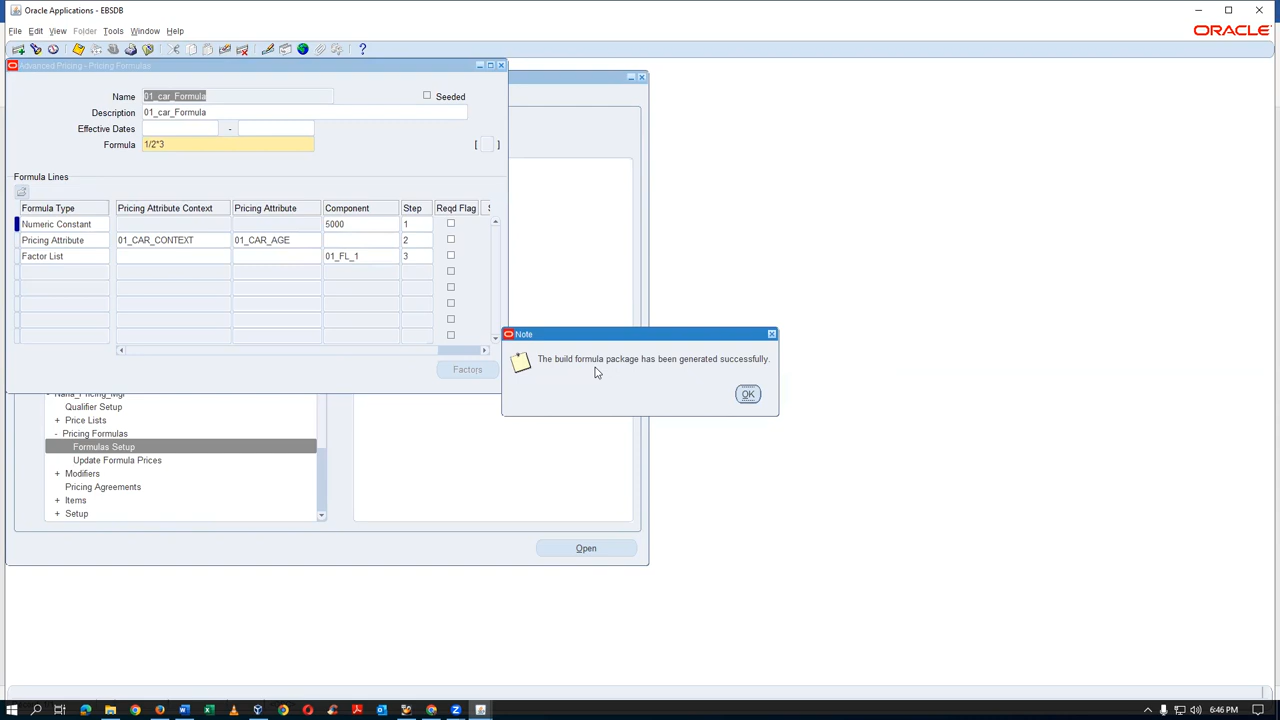 Oracle Applications - EBSDB
File Edit View Folder Tools Window Help
ORACLE
Advanced Pricing - Pricing Formulas
Name 01_car_Formula Seeded
Description 01_car_Formula
Effective Dates -
Formula 1/2*3 [ ]
Formula Lines
Formula Type Pricing Attribute Context Pricing Attribute Component Step Reqd Flag
Numeric Constant 5000 1
Pricing Attribute 01_CAR_CONTEXT 01_CAR_AGE 2
Factor List 01_FL_1 3
Factors
Note
The build formula package has been generated successfully.
OK
Qualifier Setup
+ Price Lists
- Pricing Formulas
Formulas Setup
Update Formula Prices
+ Modifiers
Pricing Agreements
+ Items
+ Setup
Open
6:46 PM